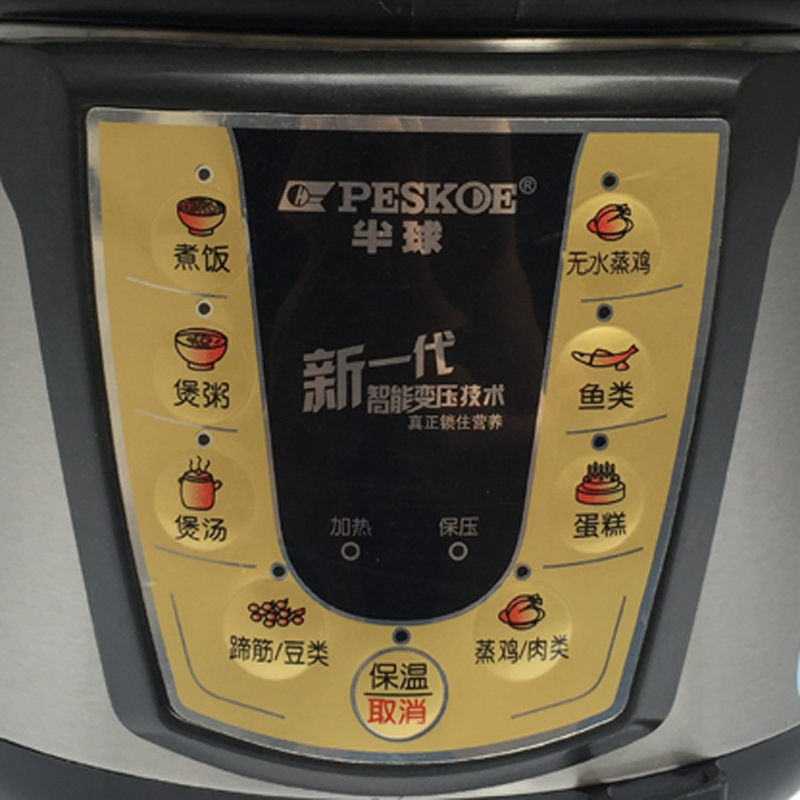 PESKOE®
半球
新一代
智能变压技术
真正锁住营养
加热 保压
煮饭
煲粥
煲汤
蹄筋/豆类
无水蒸鸡
鱼类
蛋糕
蒸鸡/肉类
保温
取消